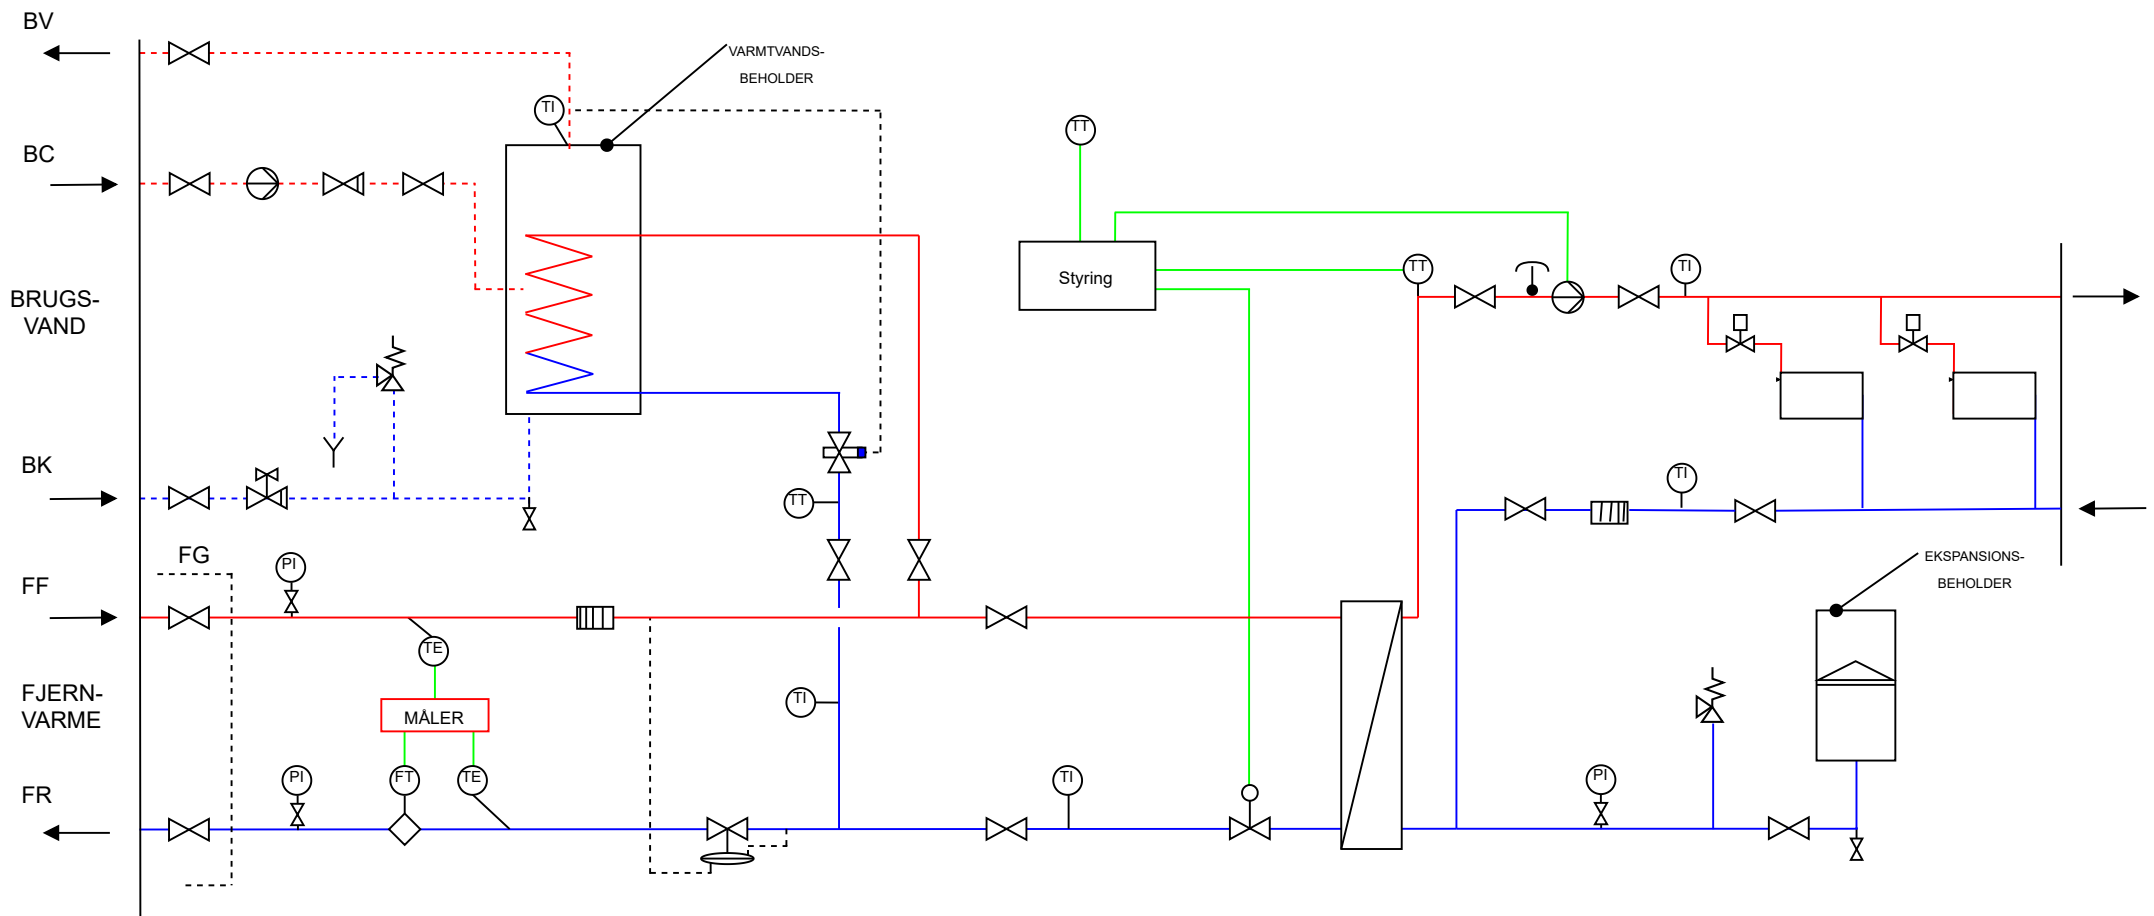 BV
VARMTVANDS-
BEHOLDER
TI
TT
BC
Styring
TT
TI
BRUGS-
VAND
BK
TI
TT
FG
PI
EKSPANSIONS-
BEHOLDER
FF
TE
FJERN-
VARME
MÅLER
TI
FR
PI
FT
TE
TI
PI